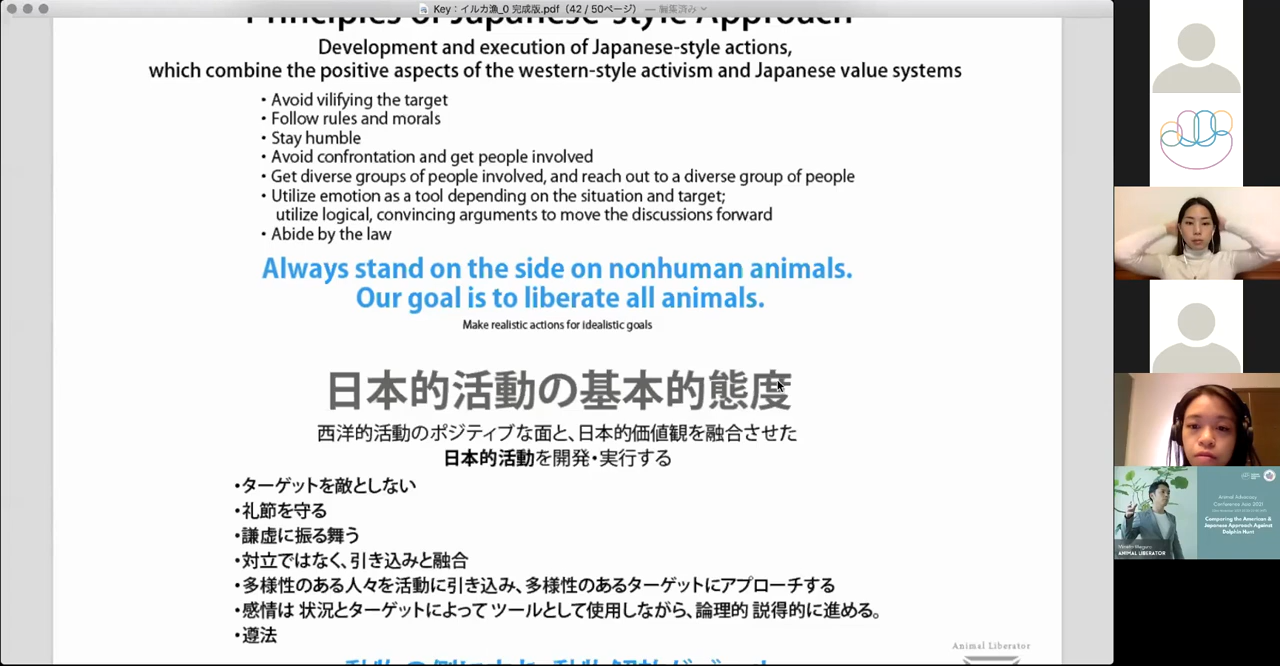 Key：イルカ漁_0 完成版.pdf（42 / 50ページ） — 編集済み
Principles of Japanese-style Approach
Development and execution of Japanese-style actions,
which combine the positive aspects of the western-style activism and Japanese value systems
• Avoid vilifying the target
• Follow rules and morals
• Stay humble
• Avoid confrontation and get people involved
• Get diverse groups of people involved, and reach out to a diverse group of people
• Utilize emotion as a tool depending on the situation and target;
utilize logical, convincing arguments to move the discussions forward
• Abide by the law
Always stand on the side on nonhuman animals.
Our goal is to liberate all animals.
Make realistic actions for idealistic goals
日本的活動の基本的態度
西洋的活動のポジティブな面と、日本的価値観を融合させた
日本的活動を開発・実行する
・ターゲットを敵としない
・礼節を守る
・謙虚に振る舞う
・対立ではなく、引き込みと融合
・多様性のある人々を活動に引き込み、多様性のあるターゲットにアプローチする
・感情は 状況とターゲットによって ツールとして使用しながら、論理的 説得的に進める。
・遵法
Animal Liberator
Animal Advocacy
Conference Asia 2021
Comparing the American &
Japanese Approach Against
Dolphin Hunt
ANIMAL LIBERATOR